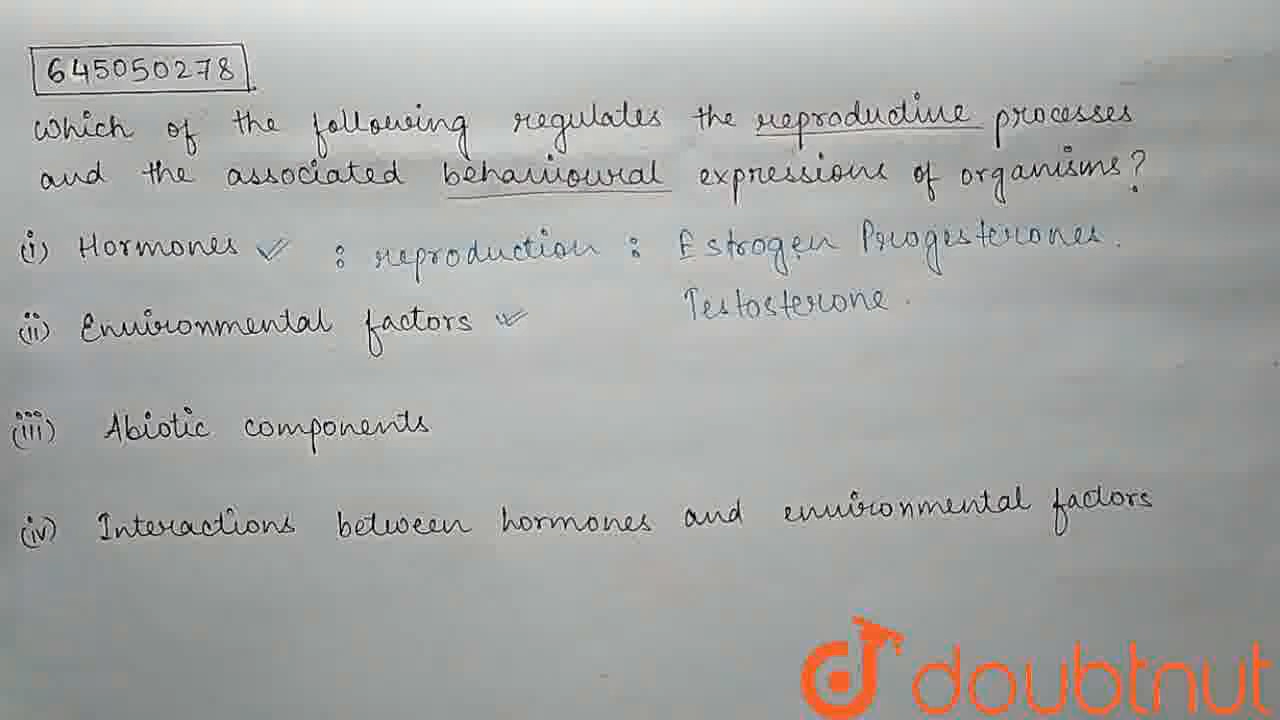 645050278
Which of the following regulates the reproductive processes
and the associated behavioural expressions of organisms?
(i) Hormones ✓ : reproduction : Estrogen Progesterones.
Testosterone.
(ii) Environmental factors ✓
(iii) Abiotic components
(iv) Interactions between hormones and environmental factors
doubtnut